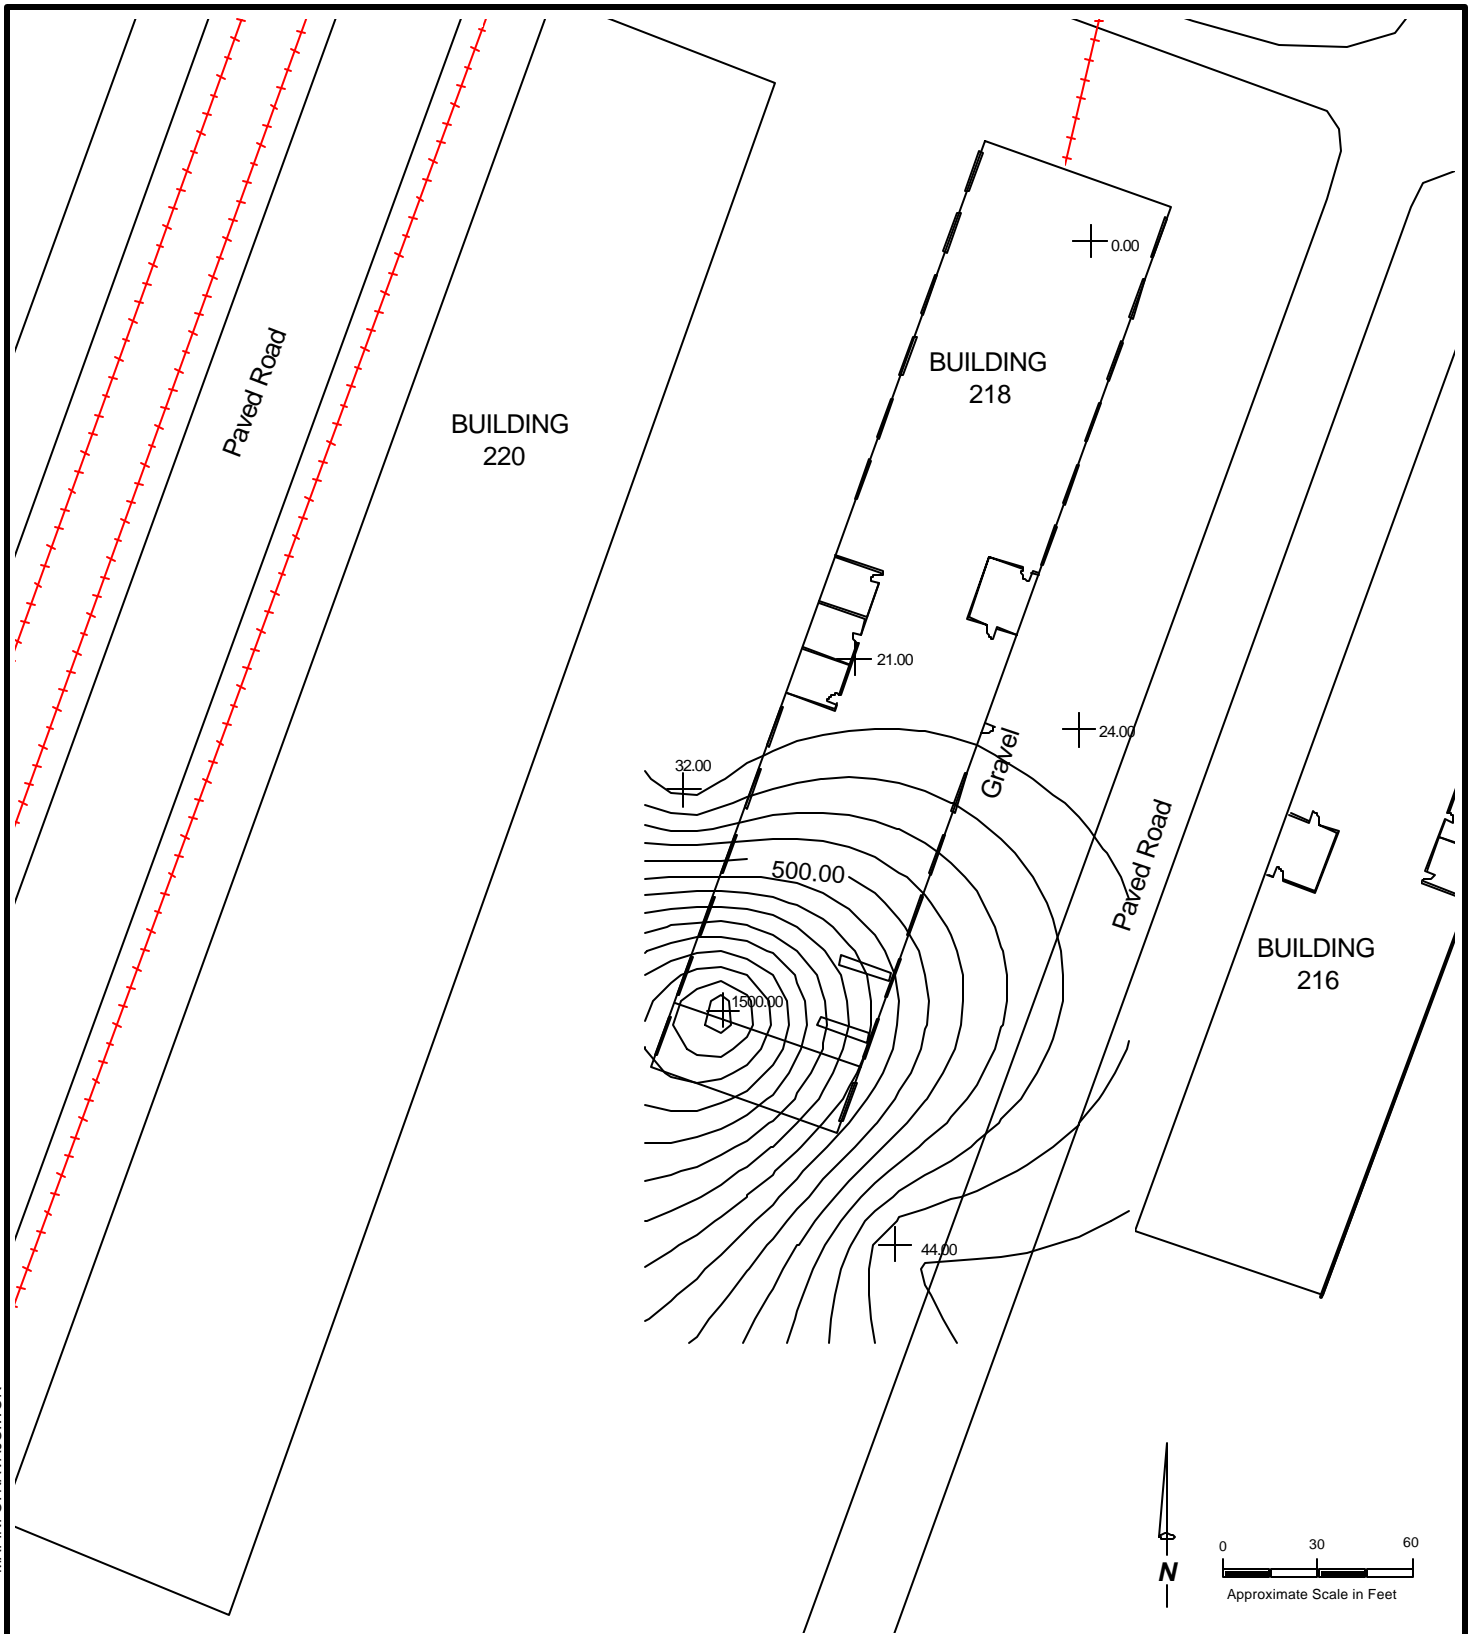 0.00
BUILDING
218
Paved Road
BUILDING
220
21.00
24.00
Gravel
32.00
Paved Road
500.00
BUILDING
216
1500.00
44.00
N
0 30 60
Approximate Scale in Feet